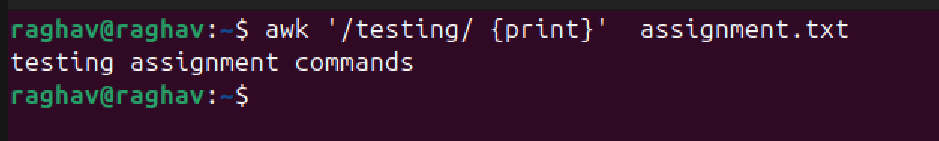 raghav@raghav:~$ awk '/testing/ {print}'  assignment.txt
testing assignment commands
raghav@raghav:~$